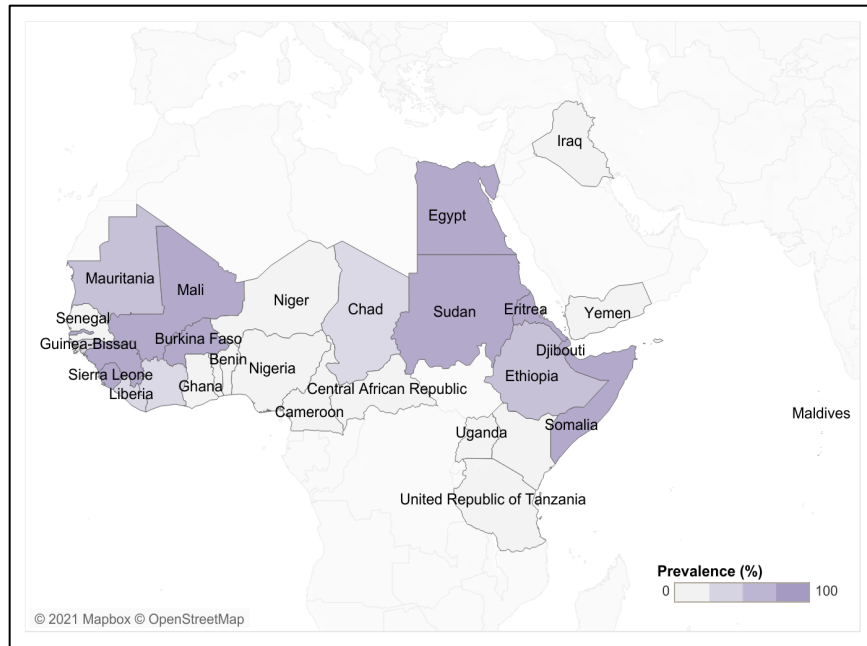 Iraq
Egypt
Mauritania
Mali
Niger
Chad
Sudan
Eritrea
Yemen
Senegal
Guinea-Bissau
Burkina Faso
Benin
Djibouti
Sierra Leone
Liberia
Ghana
Nigeria
Ethiopia
Central African Republic
Cameroon
Somalia
Maldives
Uganda
United Republic of Tanzania
Prevalence (%)
0 100
© 2021 Mapbox © OpenStreetMap